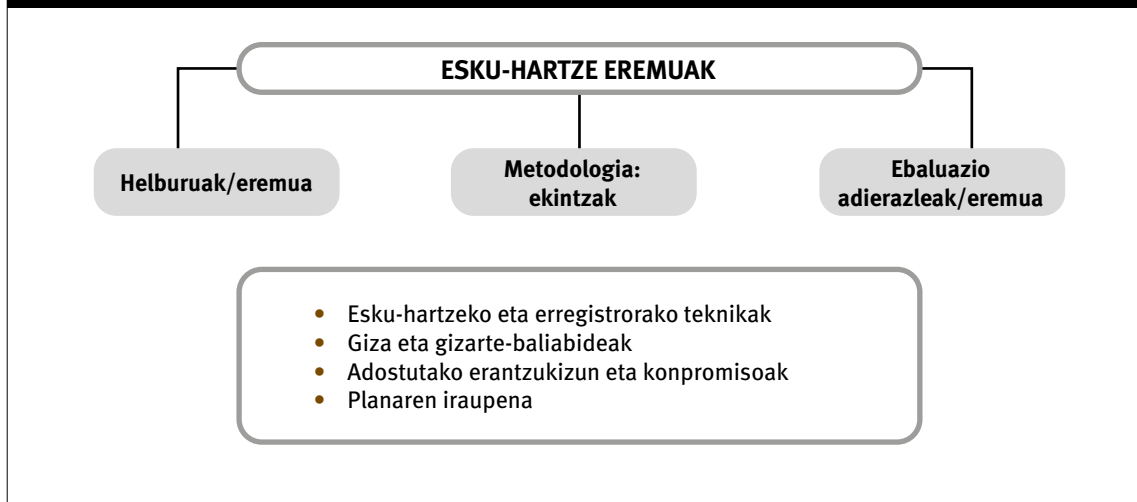 ESKU-HARTZE EREMUAK
Helburuak/eremua
Metodologia:
ekintzak
Ebaluazio
adierazleak/eremua
• Esku-hartzeko eta erregistrorako teknikak
• Giza eta gizarte-baliabideak
• Adostutako erantzukizun eta konpromisoak
• Planaren iraupena